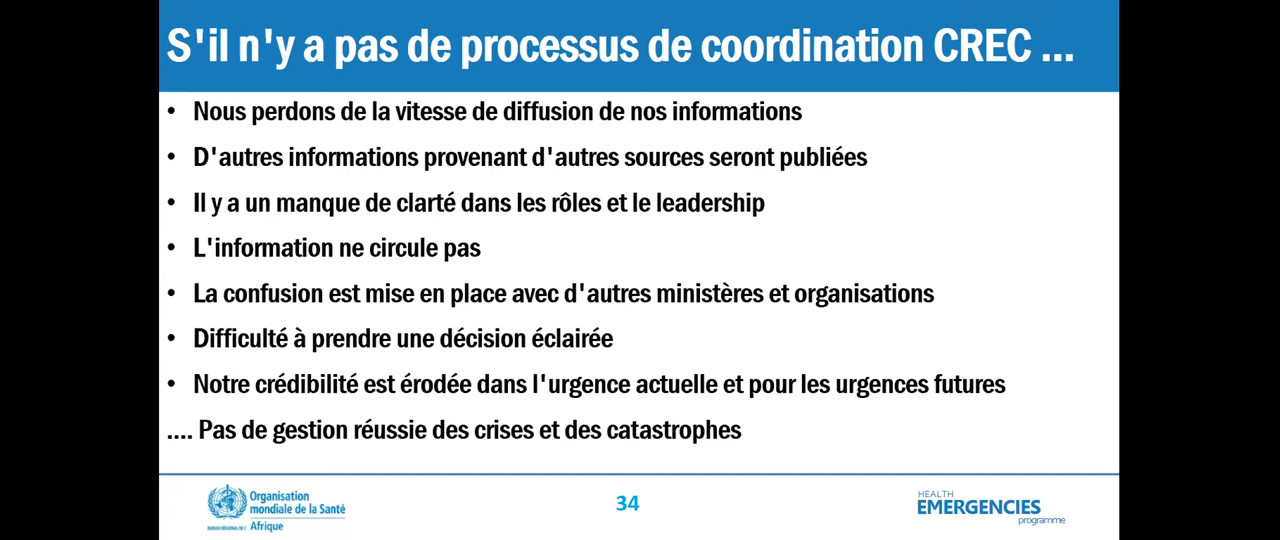 S'il n'y a pas de processus de coordination CREC ...
• Nous perdons de la vitesse de diffusion de nos informations
• D'autres informations provenant d'autres sources seront publiées
• Il y a un manque de clarté dans les rôles et le leadership
• L'information ne circule pas
• La confusion est mise en place avec d'autres ministères et organisations
• Difficulté à prendre une décision éclairée
• Notre crédibilité est érodée dans l'urgence actuelle et pour les urgences futures
.... Pas de gestion réussie des crises et des catastrophes
Organisation
mondiale de la Santé
Afrique
34
HEALTH
EMERGENCIES
programme